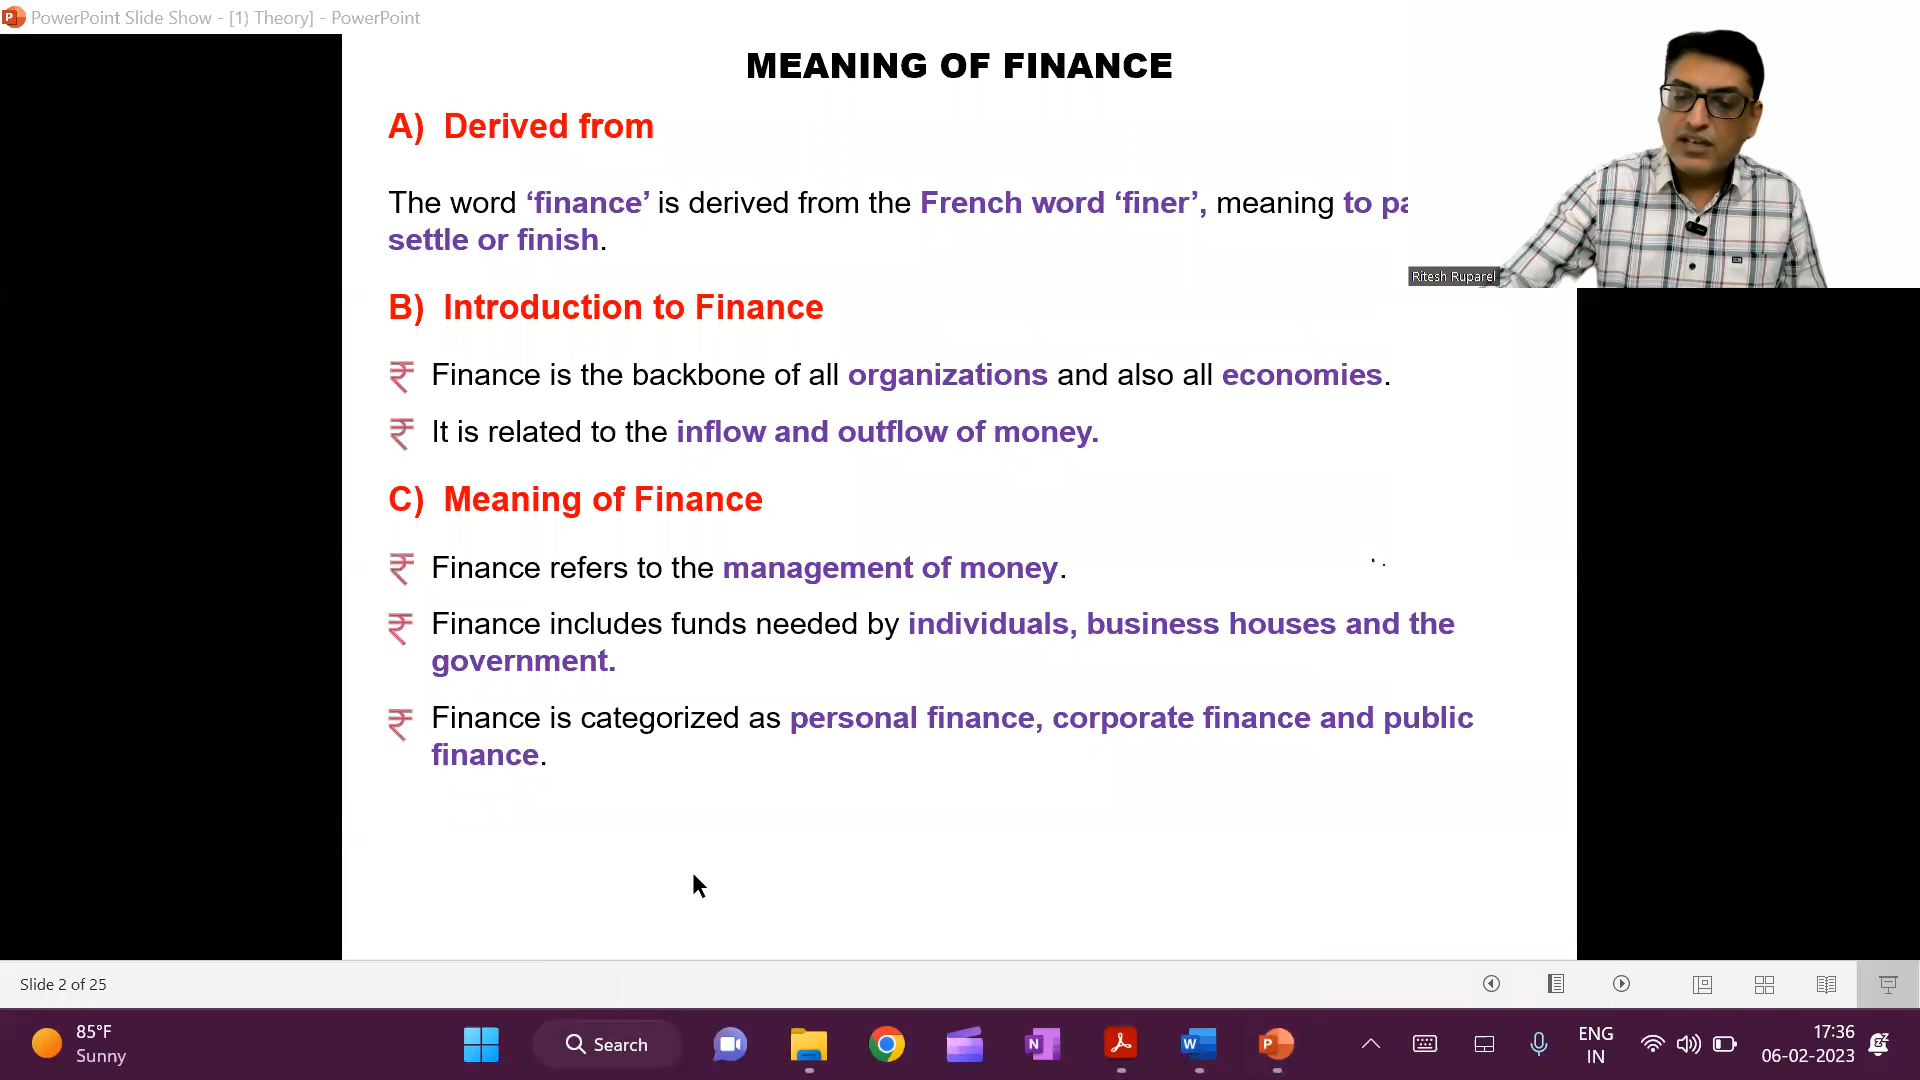 PowerPoint Slide Show - [1) Theory] - PowerPoint
MEANING OF FINANCE
A) Derived from
The word ‘finance’ is derived from the French word ‘finer’, meaning to pa
settle or finish.
Ritesh Ruparel
B) Introduction to Finance
₹ Finance is the backbone of all organizations and also all economies.
₹ It is related to the inflow and outflow of money.
C) Meaning of Finance
₹ Finance refers to the management of money.
₹ Finance includes funds needed by individuals, business houses and the
government.
₹ Finance is categorized as personal finance, corporate finance and public
finance.
Slide 2 of 25
85°F
Sunny
Search
ENG
IN
17:36
06-02-2023